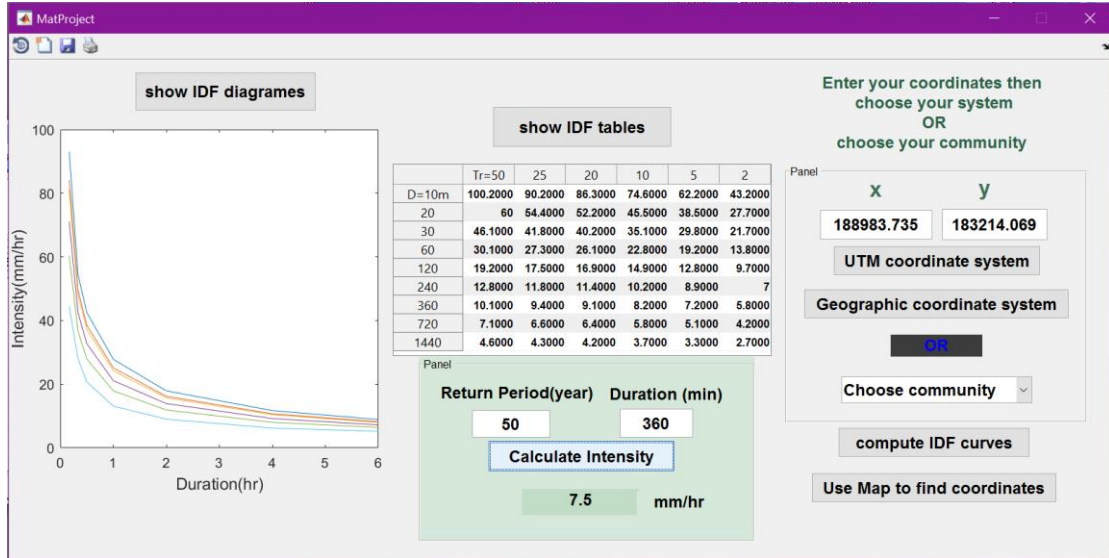 MatProject
show IDF diagrames
show IDF tables
Enter your coordinates then
choose your system
OR
choose your community
100
80
60
40
20
0
Intensity(mm/hr)
0 1 2 3 4 5 6
Duration(hr)
Tr=50 25 20 10 5 2
D=10m 100.2000 90.2000 86.3000 74.6000 62.2000 43.2000
20 60 54.4000 52.2000 45.5000 38.5000 27.7000
30 46.1000 41.8000 40.2000 35.1000 29.8000 21.7000
60 30.1000 27.3000 26.1000 22.8000 19.2000 13.8000
120 19.2000 17.5000 16.9000 14.9000 12.8000 9.7000
240 12.8000 11.8000 11.4000 10.2000 8.9000 7
360 10.1000 9.4000 9.1000 8.2000 7.2000 5.8000
720 7.1000 6.6000 6.4000 5.8000 5.1000 4.2000
1440 4.6000 4.3000 4.2000 3.7000 3.3000 2.7000
Panel
Return Period(year) Duration (min)
50 360
Calculate Intensity
7.5 mm/hr
Panel
x y
188983.735 183214.069
UTM coordinate system
Geographic coordinate system
OR
Choose community
compute IDF curves
Use Map to find coordinates